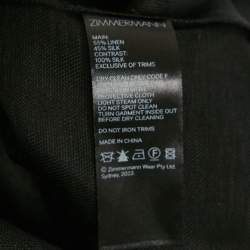 ZIMMERMANN
MAIN:
55% LINEN
45% SILK
CONTRAST:
100% SILK
EXCLUSIVE OF TRIMS
DRY CLEAN DRY CODE F
PROTECTIVE CLOTH
LIGHT STEAM ONLY
DO NOT SPOT CLEAN
TURN GARMENT INSIDE OUT
BEFORE DRY CLEANING
DO NOT IRON TRIMS
MADE IN CHINA
© Zimmermann Wear Pty Ltd
Sydney, 2022.